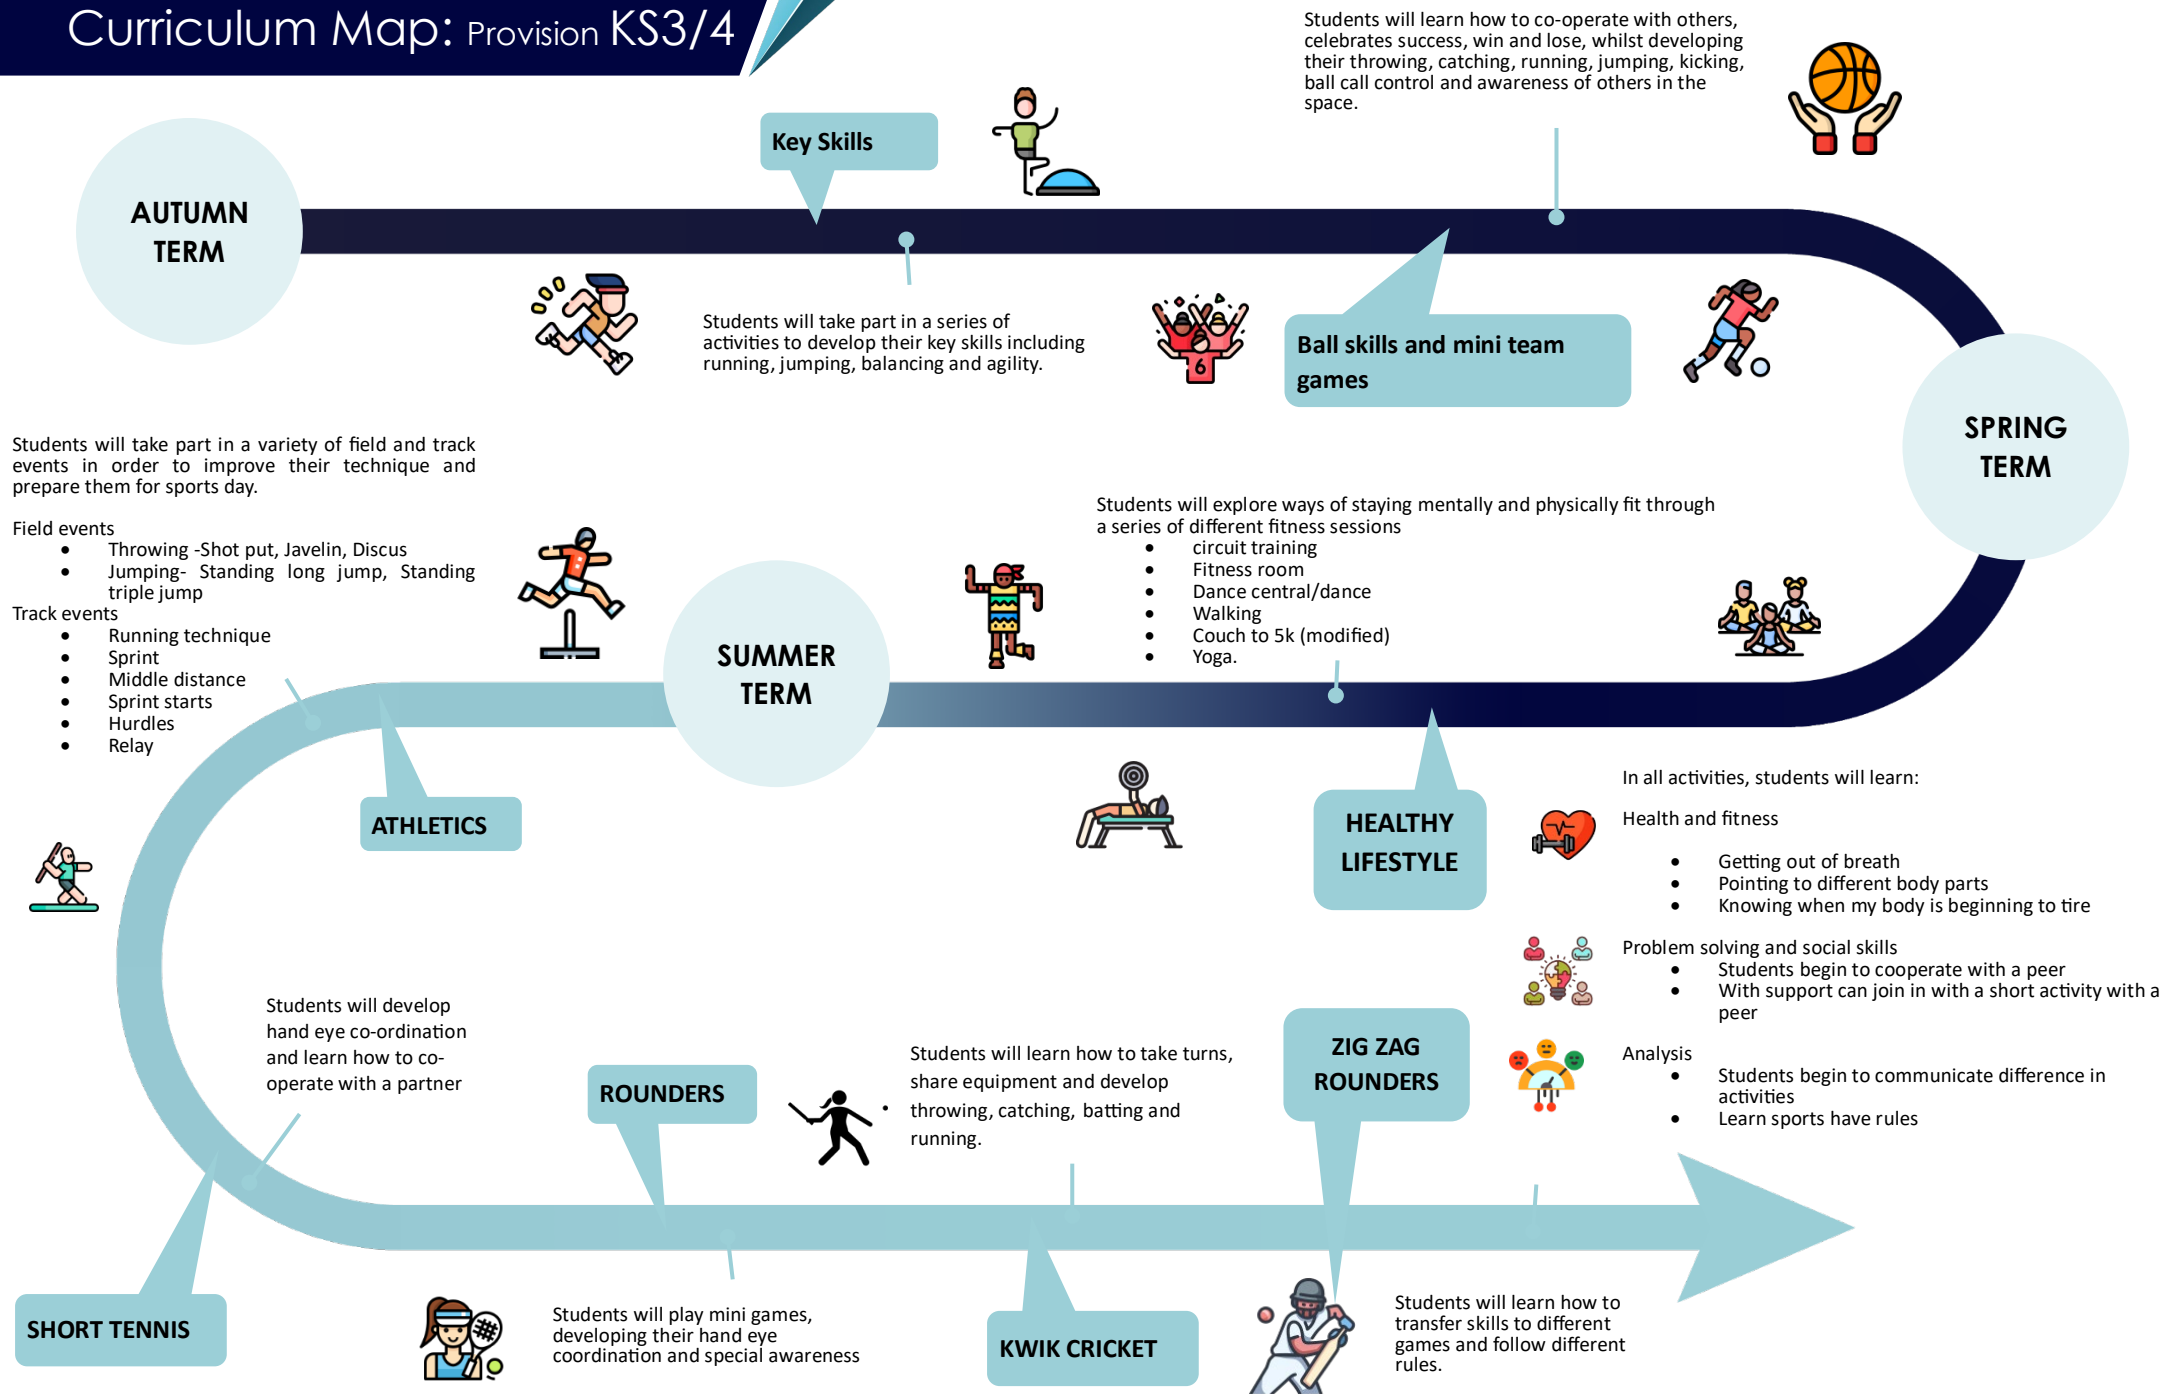 Curriculum Map: Provision KS3/4
AUTUMN
TERM
Key Skills
Students will take part in a series of
activities to develop their key skills including
running, jumping, balancing and agility.
Students will learn how to co-operate with others,
celebrates success, win and lose, whilst developing
their throwing, catching, running, jumping, kicking,
ball call control and awareness of others in the
space.
6
Ball skills and mini team
games
SPRING
TERM
Students will explore ways of staying mentally and physically fit through
a series of different fitness sessions
• circuit training
• Fitness room
• Dance central/dance
• Walking
• Couch to 5k (modified)
• Yoga.
HEALTHY
LIFESTYLE
SUMMER
TERM
Students will take part in a variety of field and track
events in order to improve their technique and
prepare them for sports day.
Field events
• Throwing -Shot put, Javelin, Discus
• Jumping- Standing long jump, Standing
triple jump
Track events
• Running technique
• Sprint
• Middle distance
• Sprint starts
• Hurdles
• Relay
ATHLETICS
Students will develop
hand eye co-ordination
and learn how to co-
operate with a partner
SHORT TENNIS
ROUNDERS
Students will play mini games,
developing their hand eye
coordination and special awareness
Students will learn how to take turns,
share equipment and develop
• throwing, catching, batting and
running.
KWIK CRICKET
ZIG ZAG
ROUNDERS
Students will learn how to
transfer skills to different
games and follow different
rules.
In all activities, students will learn:
Health and fitness
• Getting out of breath
• Pointing to different body parts
• Knowing when my body is beginning to tire
Problem solving and social skills
• Students begin to cooperate with a peer
• With support can join in with a short activity with a
peer
Analysis
• Students begin to communicate difference in
activities
• Learn sports have rules